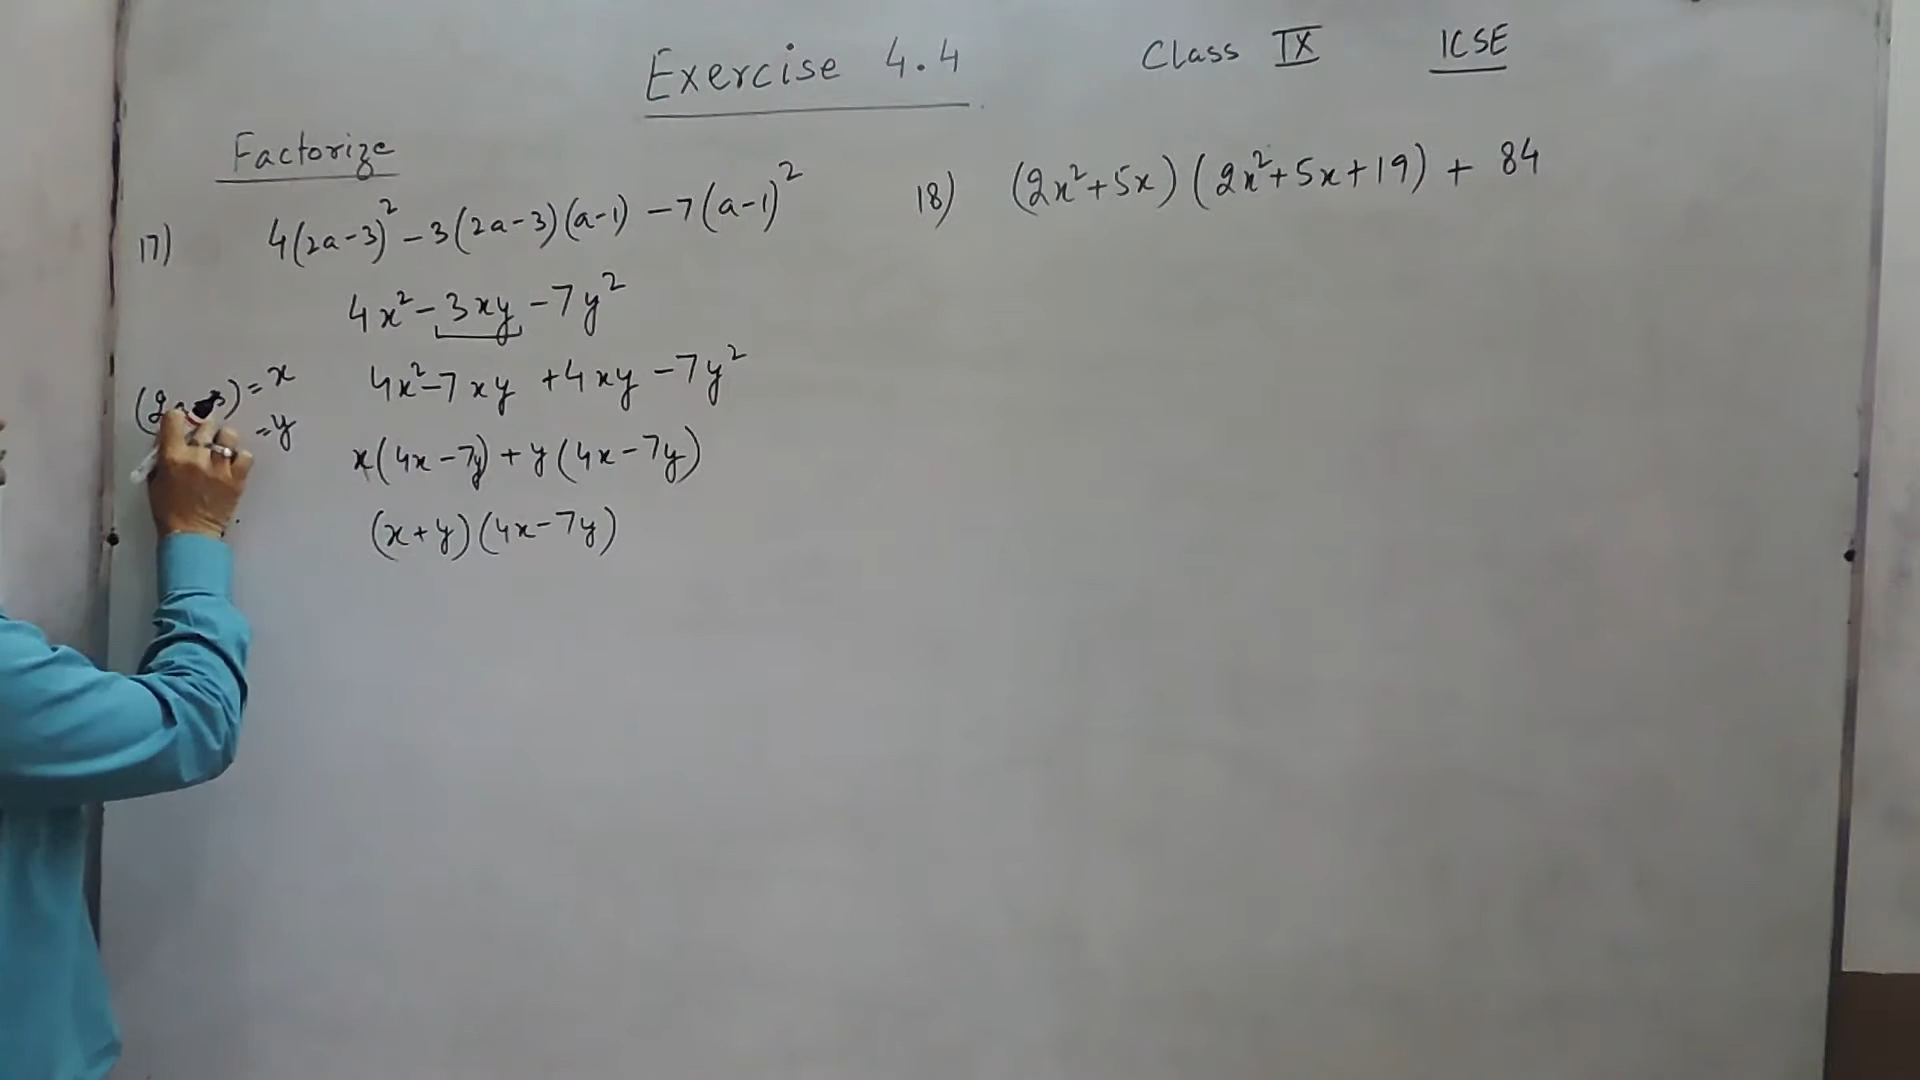 Exercise 4.4
Class IX ICSE
Factorize
17) 4(2a-3)² -3(2a-3)(a-1) -7(a-1)²
4x² - 3xy - 7y²
4x² - 7xy + 4xy - 7y²
x(4x - 7y) + y(4x - 7y)
(x + y)(4x - 7y)
= x
= y
18) (2x² + 5x)(2x² + 5x + 19) + 84